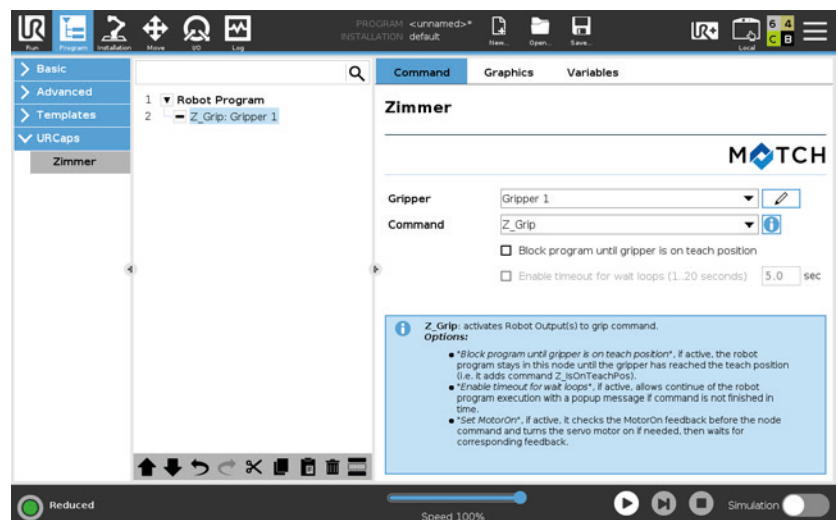 PROGRAM <unnamed>*
INSTALLATION default
Run
Program
Installation
Move
I/O
Log
New...
Open...
Save...
UR+
Local
6 4
C B
Basic
Advanced
Templates
URCaps
Zimmer
1 Robot Program
2 Z_Grip: Gripper 1
Command Graphics Variables
Zimmer
MATCH
Gripper Gripper 1
Command Z_Grip
Block program until gripper is on teach position
Enable timeout for wait loops (1..20 seconds) 5.0 sec
Z_Grip: activates Robot Output(s) to grip command.
Options:
• "Block program until gripper is on teach position", if active, the robot
program stays in this node until the gripper has reached the teach position
(i.e. it adds command Z_IsOnTeachPos).
• "Enable timeout for wait loops", if active, allows continue of the robot
program execution with a popup message if command is not finished in
time.
• "Set MotorOn", if active, it checks the MotorOn feedback before the node
command and turns the servo motor on if needed, then waits for
corresponding feedback.
Reduced
Speed 100%
Simulation